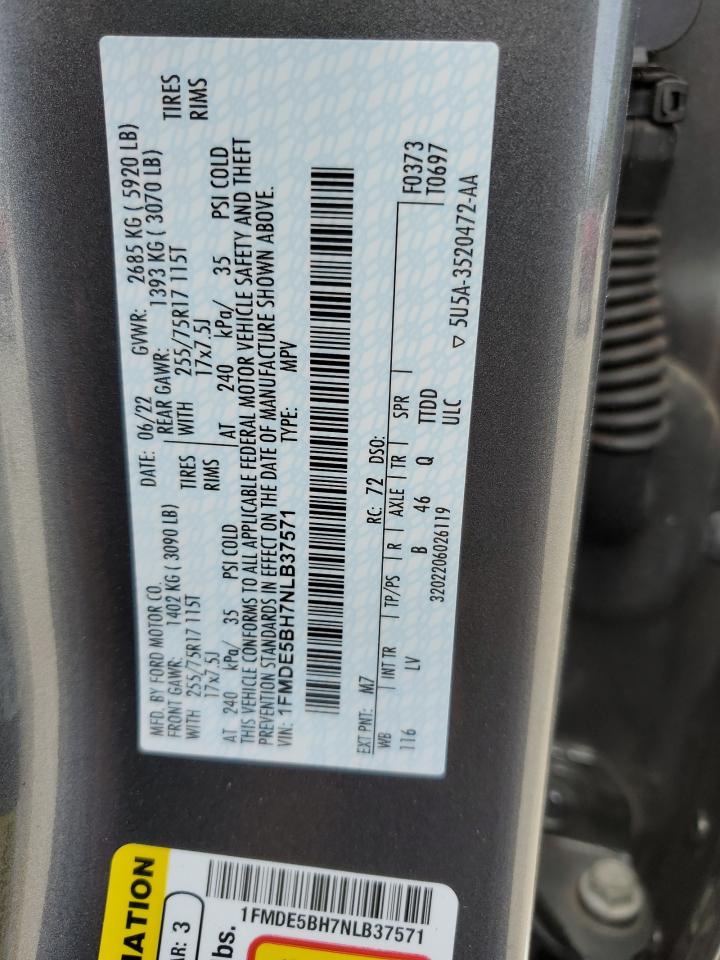 MFD. BY FORD MOTOR CO. DATE: 06/22 GVWR: 2685 KG ( 5920 LB)
FRONT GAWR: 1402 KG ( 3090 LB) REAR GAWR: 1393 KG ( 3070 LB)
WITH 255/75R17 115T TIRES WITH 255/75R17 115T TIRES
17x7.5J RIMS 17x7.5J RIMS
AT 240 kPa/ 35 PSI COLD AT 240 kPa/ 35 PSI COLD
THIS VEHICLE CONFORMS TO ALL APPLICABLE FEDERAL MOTOR VEHICLE SAFETY AND THEFT
PREVENTION STANDARDS IN EFFECT ON THE DATE OF MANUFACTURE SHOWN ABOVE.
VIN: 1FMDE5BH7NLB37571 TYPE: MPV
EXT PNT: M7 RC: 72 DSO: F0373
WB INT TR TP/PS R AXLE TR SPR T0697
116 LV B 46 Q TTDD
3202206026119 ULC
▽ 5U5A-3520472-AA
MATION
AR: 3
1FMDE5BH7NLB37571
bs.